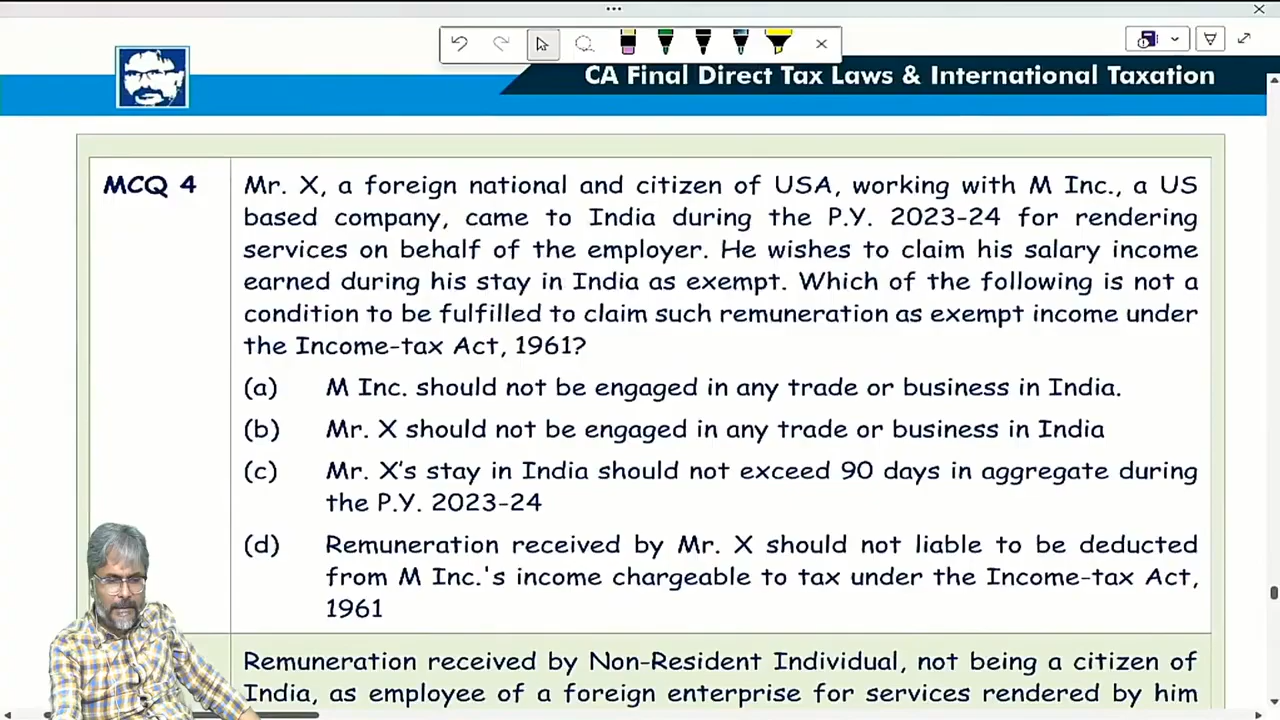 CA Final Direct Tax Laws & International Taxation
MCQ 4
Mr. X, a foreign national and citizen of USA, working with M Inc., a US
based company, came to India during the P.Y. 2023-24 for rendering
services on behalf of the employer. He wishes to claim his salary income
earned during his stay in India as exempt. Which of the following is not a
condition to be fulfilled to claim such remuneration as exempt income under
the Income-tax Act, 1961?
(a) M Inc. should not be engaged in any trade or business in India.
(b) Mr. X should not be engaged in any trade or business in India
(c) Mr. X's stay in India should not exceed 90 days in aggregate during
the P.Y. 2023-24
(d) Remuneration received by Mr. X should not liable to be deducted
from M Inc.'s income chargeable to tax under the Income-tax Act,
1961
Remuneration received by Non-Resident Individual, not being a citizen of
India, as employee of a foreign enterprise for services rendered by him